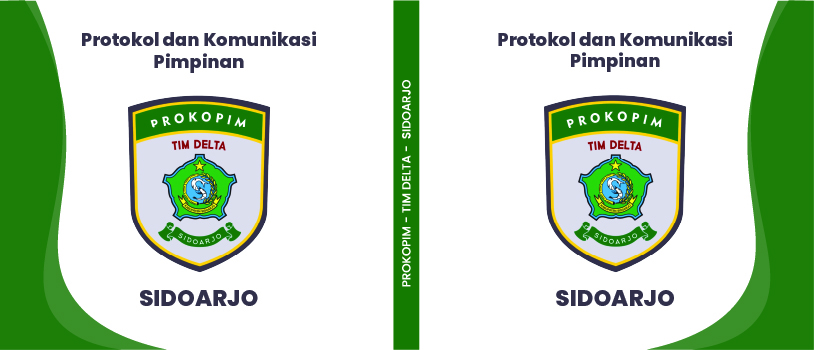 Protokol dan Komunikasi
Pimpinan
PROKOPIM
TIM DELTA
SIDOARJO
SIDOARJO
PROKOPIM - TIM DELTA - SIDOARJO
Protokol dan Komunikasi
Pimpinan
PROKOPIM
TIM DELTA
SIDOARJO
SIDOARJO